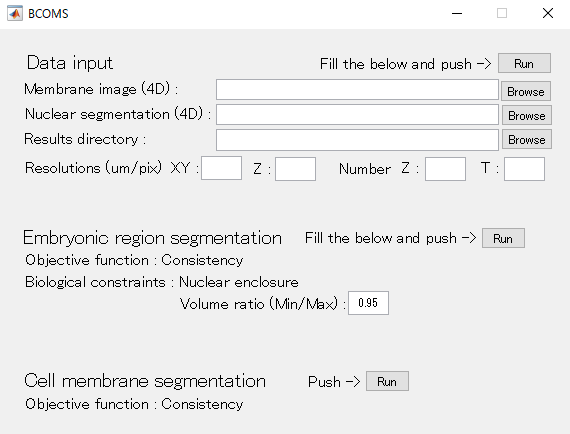 BCOMS
Data input Fill the below and push -> Run
Membrane image (4D) : Browse
Nuclear segmentation (4D) : Browse
Results directory : Browse
Resolutions (um/pix) XY : Z : Number Z : T :
Embryonic region segmentation Fill the below and push -> Run
Objective function : Consistency
Biological constraints : Nuclear enclosure
Volume ratio (Min/Max) : 0.95
Cell membrane segmentation Push -> Run
Objective function : Consistency